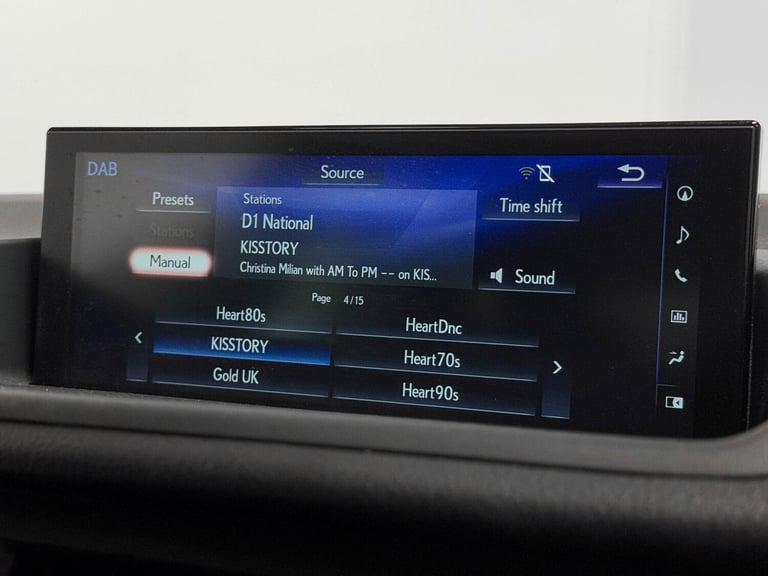 DAB
Source
Presets
Stations
Time shift
Stations
D1 National
KISSTORY
Manual
Christina Milian with AM To PM -- on KIS...
Sound
Page 4/15
Heart80s
HeartDnc
KISSTORY
Heart70s
Gold UK
Heart90s